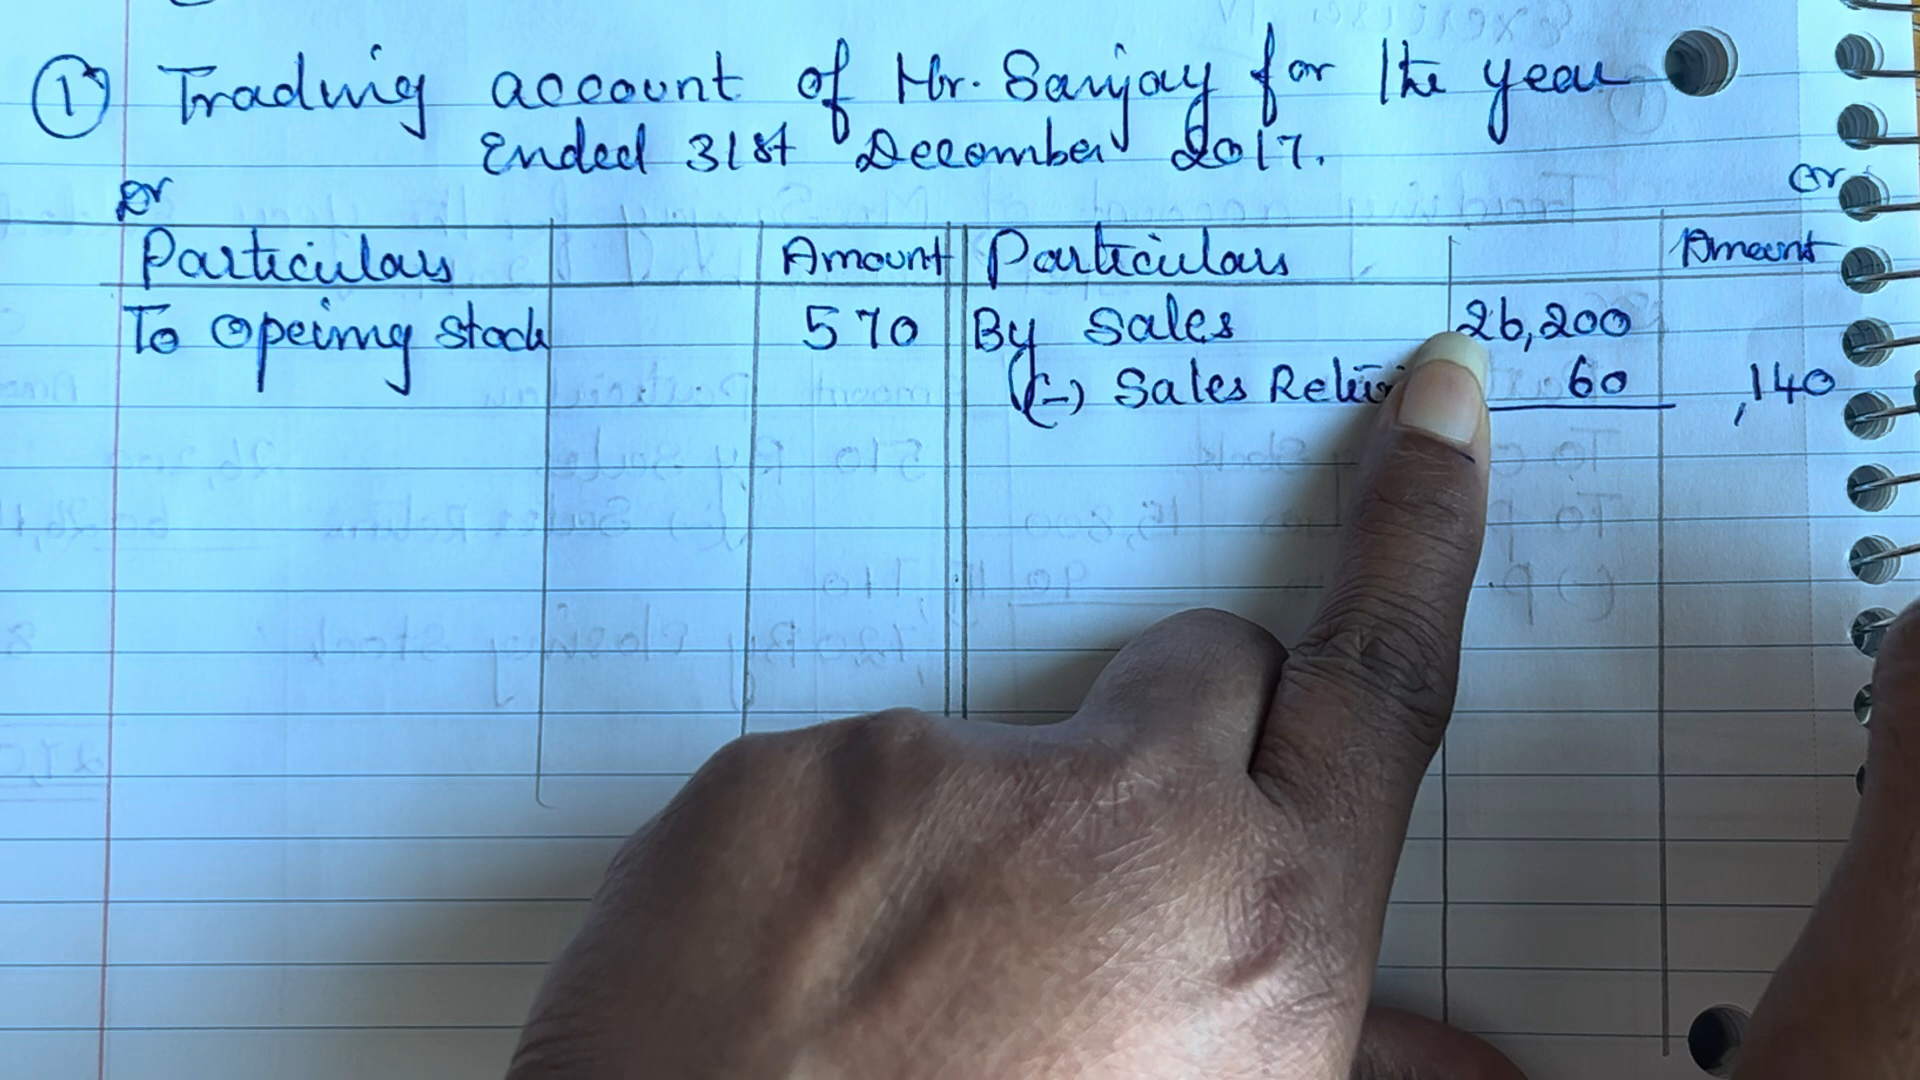 ① Trading account of Mr. Sanjay for the year
Ended 31st December 2017.
Dr Cr
Particulars Amount Particulars Amount
To Opeimg stock 570 By Sales 26,200
(-) Sales 60 ,140